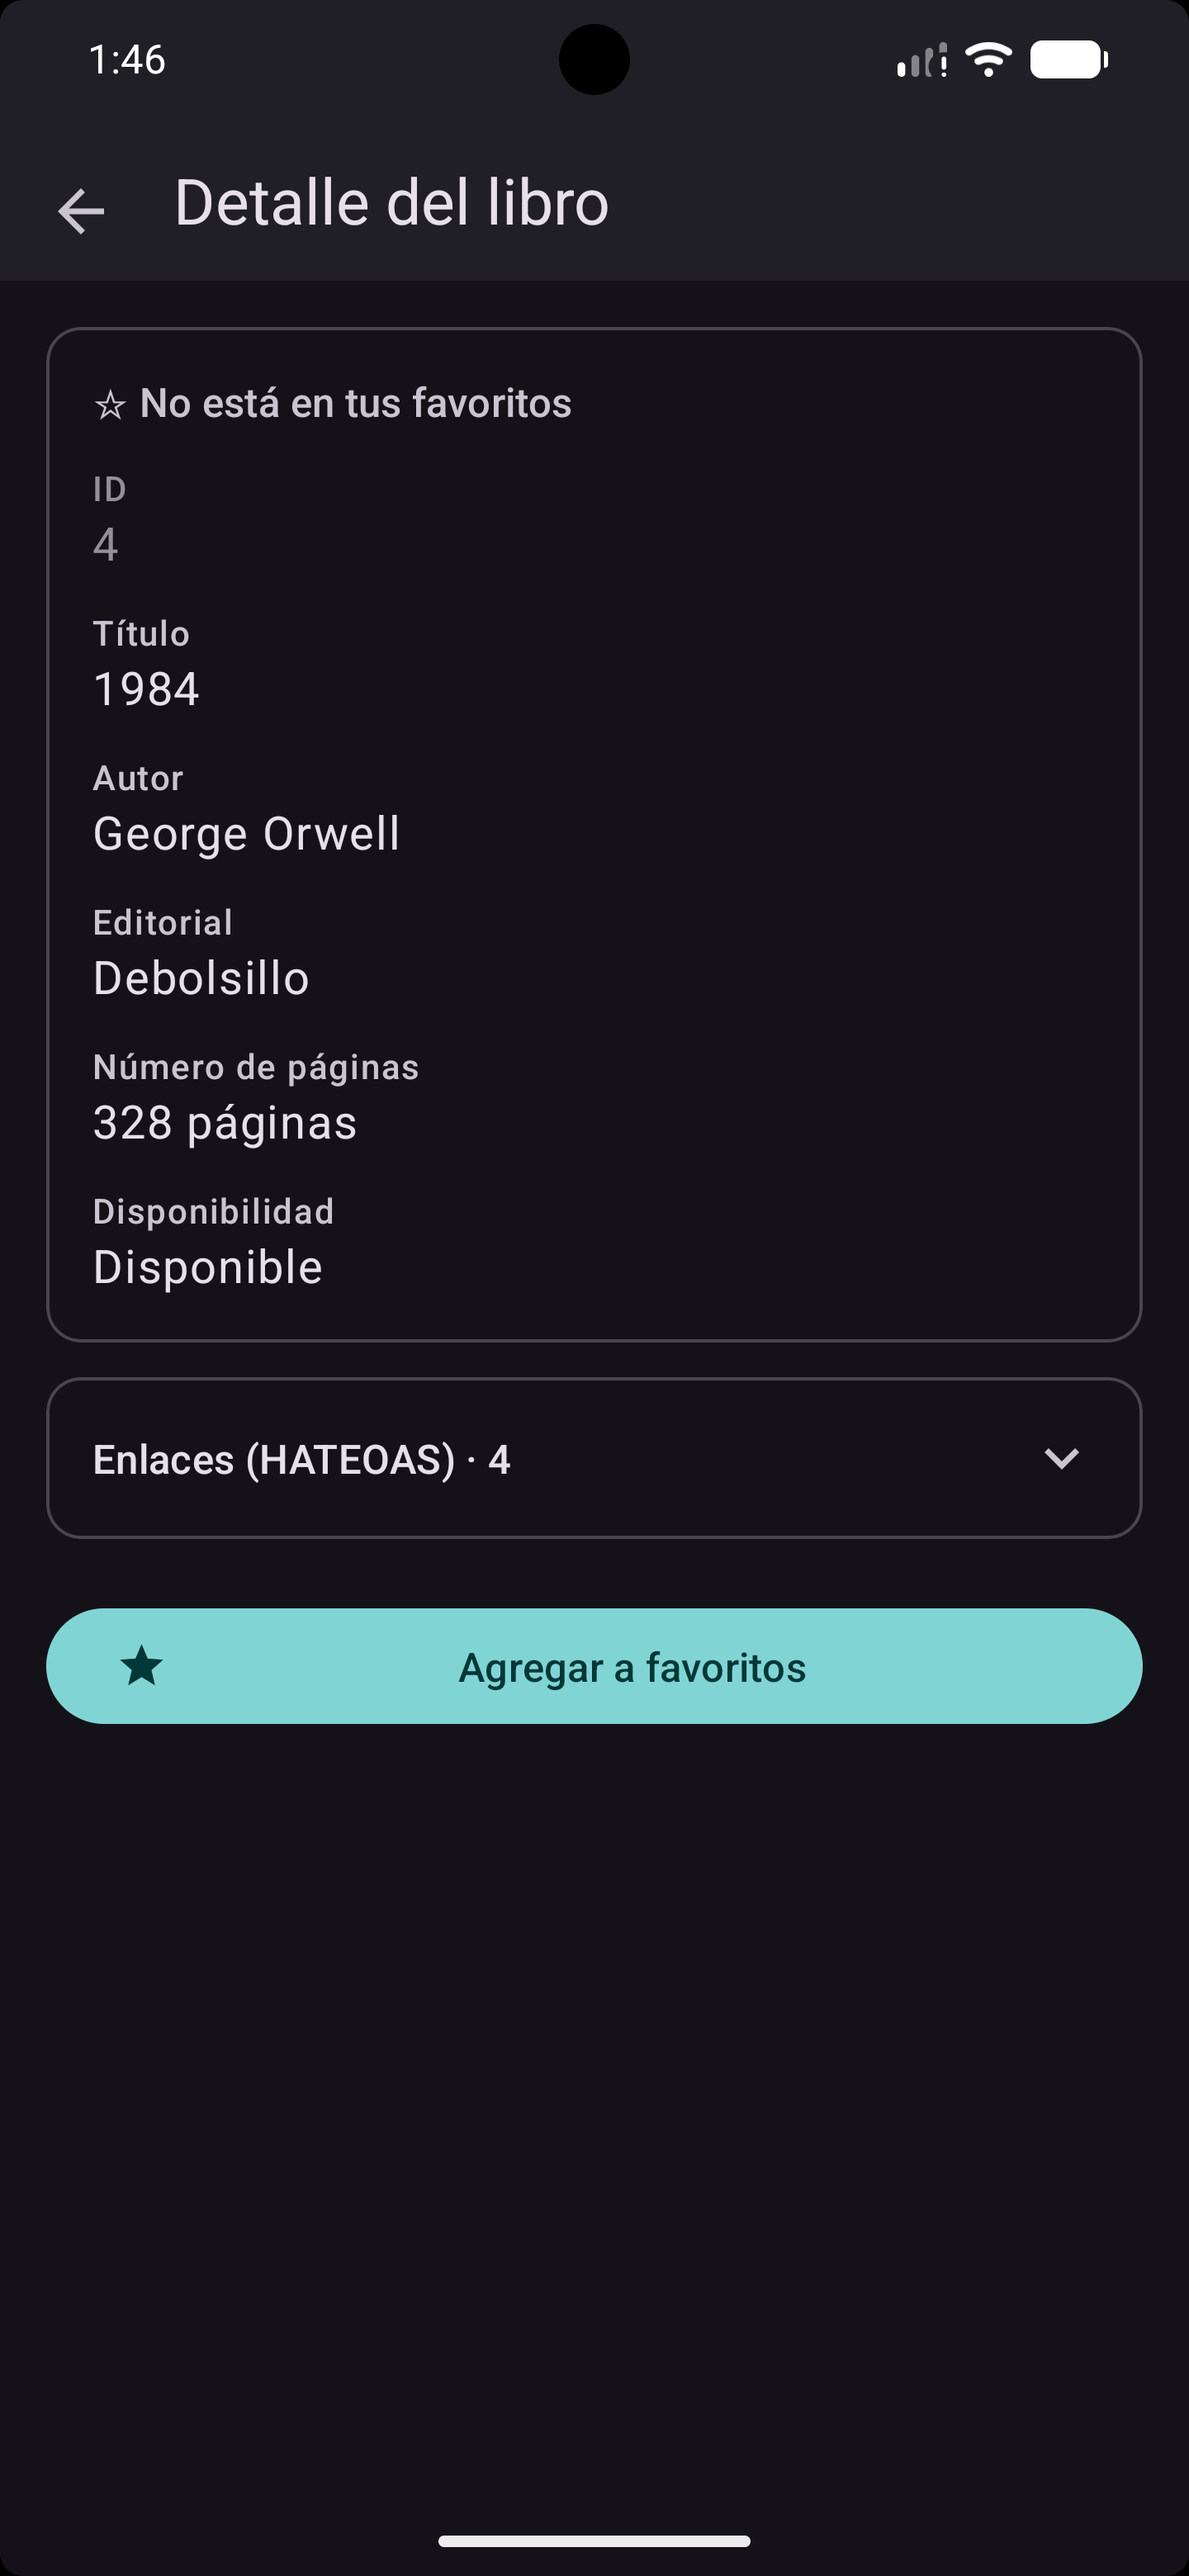 1:46
Detalle del libro
☆ No está en tus favoritos
ID
4
Título
1984
Autor
George Orwell
Editorial
Debolsillo
Número de páginas
328 páginas
Disponibilidad
Disponible
Enlaces (HATEOAS) · 4
Agregar a favoritos